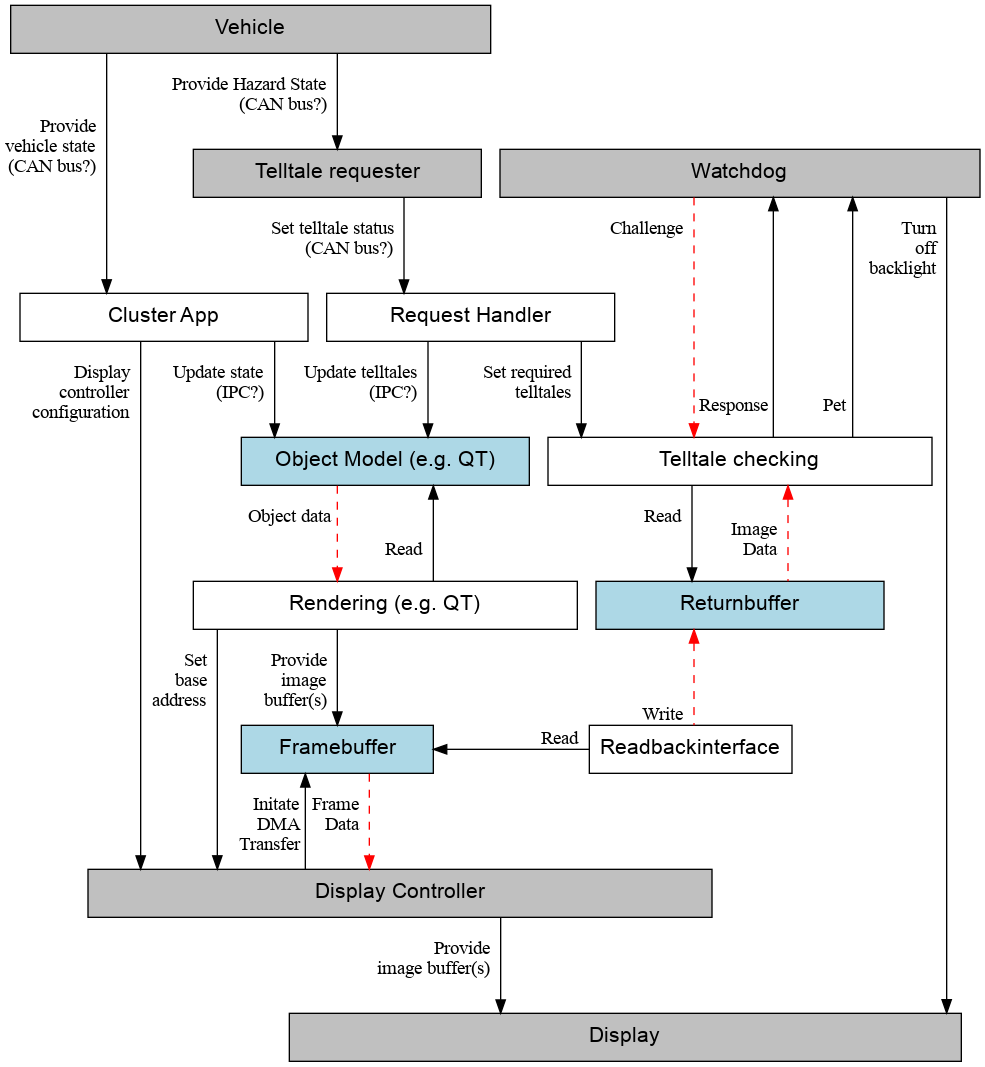 Vehicle
Provide Hazard State
(CAN bus?)
Provide
vehicle state
(CAN bus?)
Telltale requester
Watchdog
Set telltale status
(CAN bus?)
Challenge
Turn
off
backlight
Cluster App
Request Handler
Display
controller
configuration
Update state
(IPC?)
Update telltales
(IPC?)
Set required
telltales
Response
Pet
Object Model (e.g. QT)
Telltale checking
Object data
Read
Read
Image
Data
Rendering (e.g. QT)
Returnbuffer
Set
base
address
Provide
image
buffer(s)
Write
Framebuffer
Read
Readbackinterface
Initate
DMA
Transfer
Frame
Data
Display Controller
Provide
image buffer(s)
Display